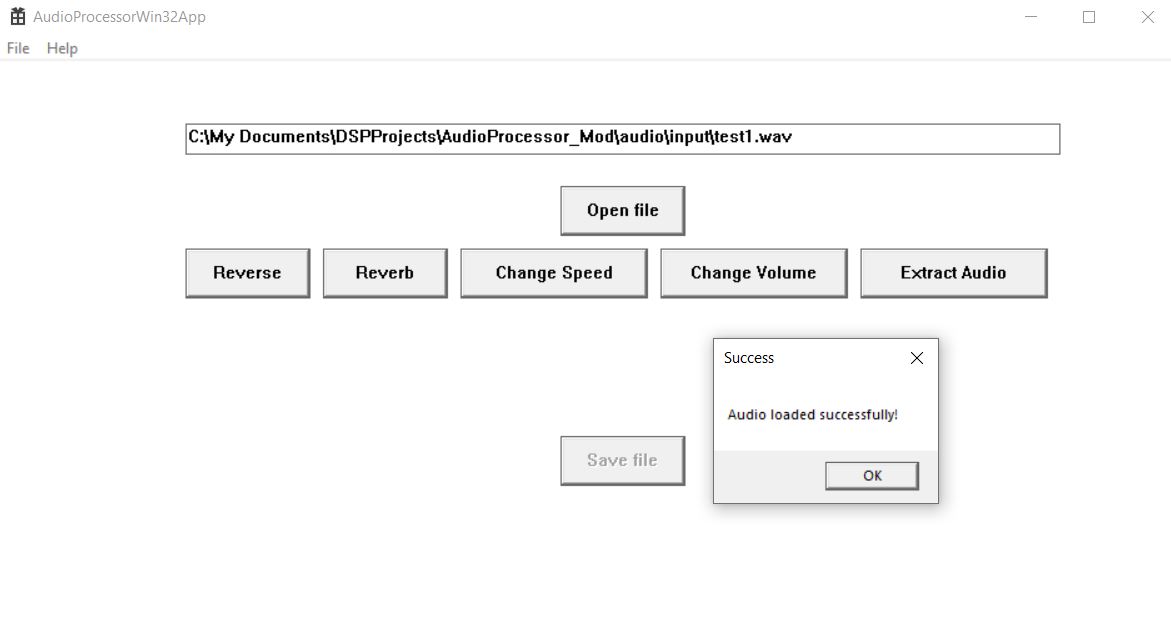 AudioProcessorWin32App
File Help
C:\My Documents\DSPProjects\AudioProcessor_Mod\audio\input\test1.wav
Open file
Reverse Reverb Change Speed Change Volume Extract Audio
Success
Audio loaded successfully!
Save file
OK